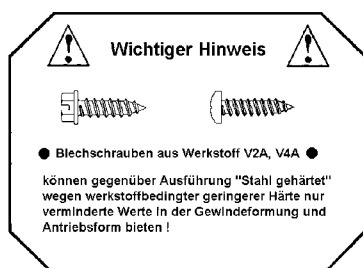 Wichtiger Hinweis
● Blechschrauben aus Werkstoff V2A, V4A ●
können gegenüber Ausführung "Stahl gehärtet"
wegen werkstoffbedingter geringerer Härte nur
verminderte Werte in der Gewindeformung und
Antriebsform bieten !